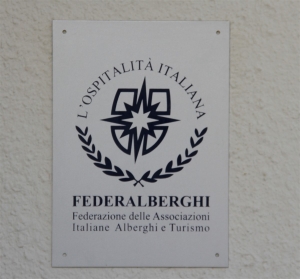 L'OSPITALITÀ ITALIANA
FEDERALBERGHI
Federazione delle Associazioni
Italiane Alberghi e Turismo